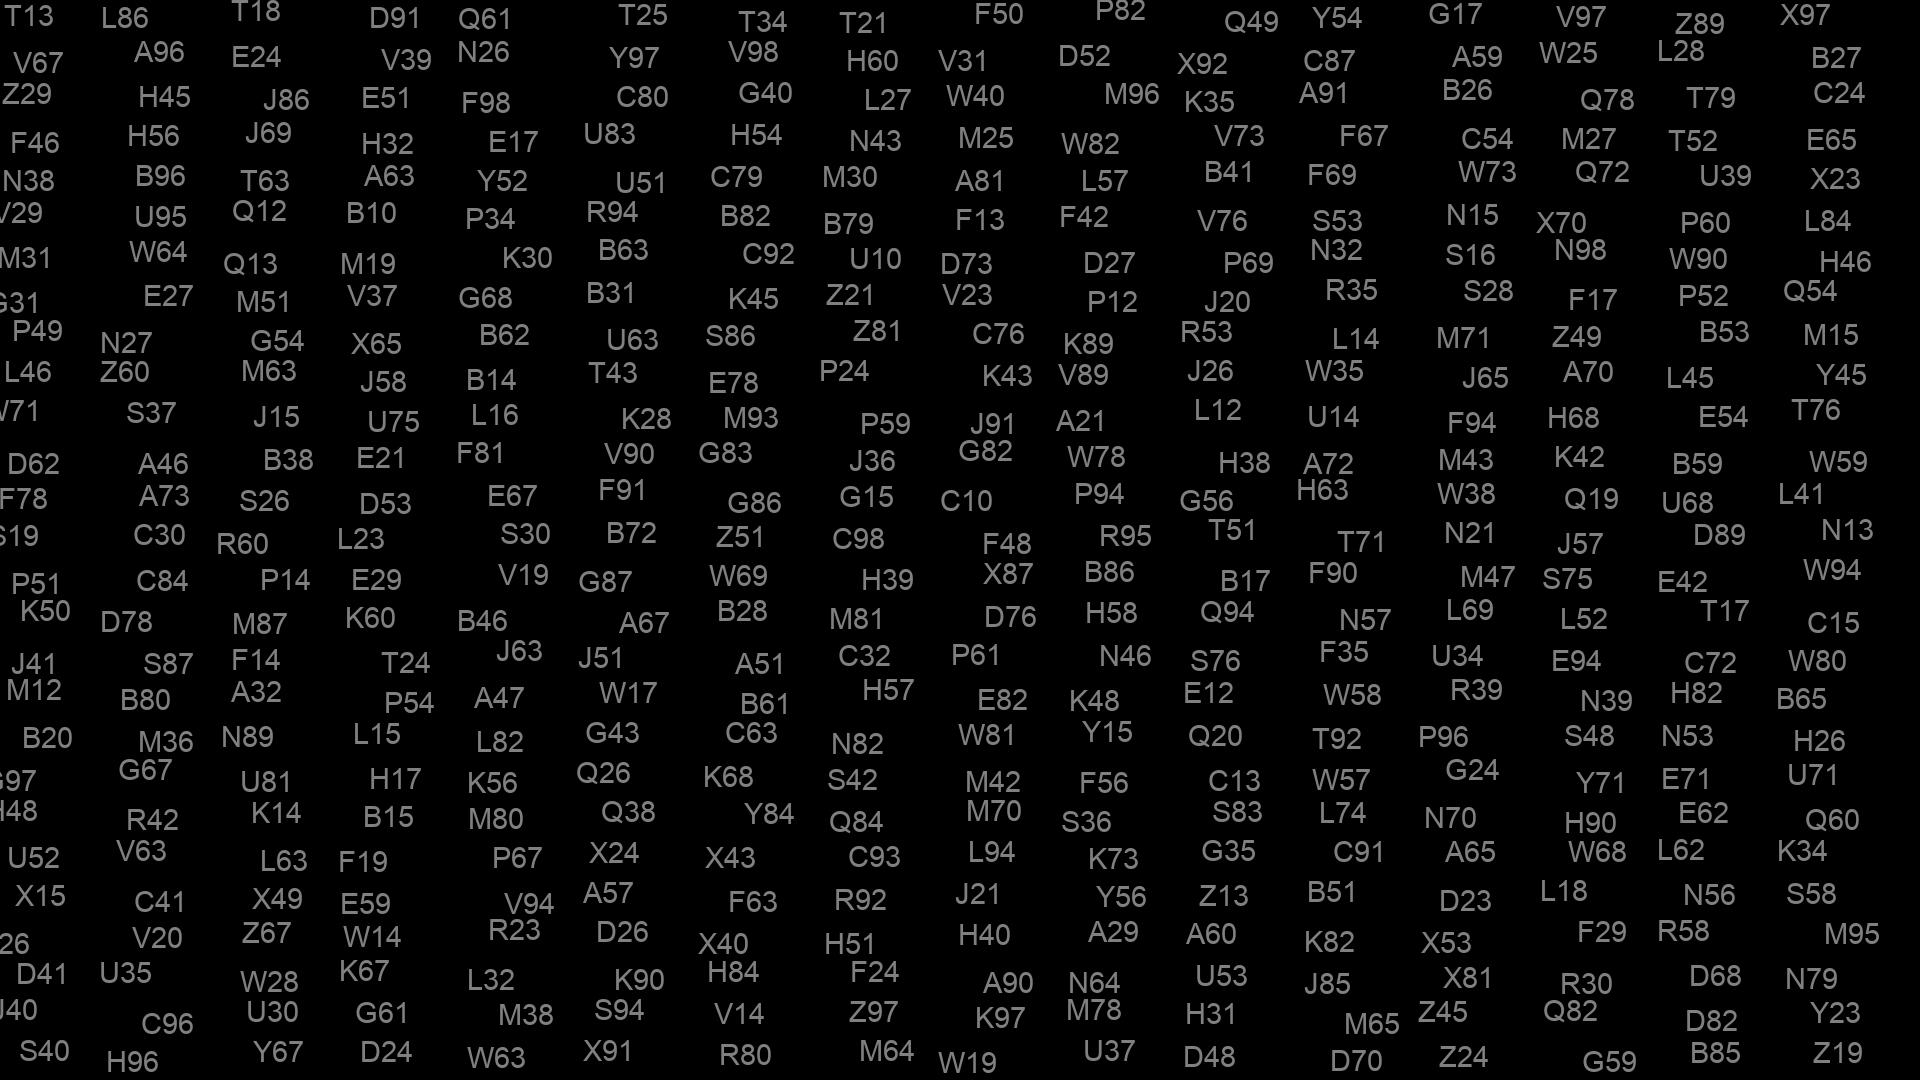 T13 L86 T18 D91 Q61 T25 T34 T21 F50 P82 Q49 Y54 G17 V97 Z89 X97
V67 A96 E24 V39 N26 Y97 V98 H60 V31 D52 X92 C87 A59 W25 L28 B27
Z29 H45 J86 E51 F98 C80 G40 L27 W40 M96 K35 A91 B26 Q78 T79 C24
F46 H56 J69 H32 E17 U83 H54 N43 M25 W82 V73 F67 C54 M27 T52 E65
N38 B96 T63 A63 Y52 U51 C79 M30 A81 L57 B41 F69 W73 Q72 U39 X23
V29 U95 Q12 B10 P34 R94 B82 B79 F13 F42 V76 S53 N15 X70 P60 L84
M31 W64 Q13 M19 K30 B63 C92 U10 D73 D27 P69 N32 S16 N98 W90 H46
G31 E27 M51 V37 G68 B31 K45 Z21 V23 P12 J20 R35 S28 F17 P52 Q54
P49 N27 G54 X65 B62 U63 S86 Z81 C76 K89 R53 L14 M71 Z49 B53 M15
L46 Z60 M63 J58 B14 T43 E78 P24 K43 V89 J26 W35 J65 A70 L45 Y45
S37 J15 U75 L16 K28 M93 P59 J91 A21 L12 U14 F94 H68 E54 T76
D62 A46 B38 E21 F81 V90 G83 J36 G82 W78 H38 A72 M43 K42 B59 W59
F78 A73 S26 D53 E67 F91 G86 G15 C10 P94 G56 H63 W38 Q19 U68 L41
S19 C30 R60 L23 S30 B72 Z51 C98 F48 R95 T51 T71 N21 J57 D89 N13
P51 C84 P14 E29 V19 G87 W69 H39 X87 B86 B17 F90 M47 S75 E42 W94
K50 D78 M87 K60 B46 A67 B28 M81 D76 H58 Q94 N57 L69 L52 T17 C15
J41 S87 F14 T24 J63 J51 A51 C32 P61 N46 S76 F35 U34 E94 C72 W80
M12 B80 A32 P54 A47 W17 B61 H57 E82 K48 E12 W58 R39 N39 H82 B65
B20 M36 N89 L15 L82 G43 C63 N82 W81 Y15 Q20 T92 P96 S48 N53 H26
G67 U81 H17 K56 Q26 K68 S42 M42 F56 C13 W57 G24 Y71 E71 U71
H48 R42 K14 B15 M80 Q38 Y84 Q84 M70 S36 S83 L74 N70 H90 E62 Q60
U52 V63 L63 F19 P67 X24 X43 C93 L94 K73 G35 C91 A65 W68 L62 K34
X15 C41 X49 E59 V94 A57 F63 R92 J21 Y56 Z13 B51 D23 L18 N56 S58
26 V20 Z67 W14 R23 D26 X40 H51 H40 A29 A60 K82 X53 F29 R58 M95
D41 U35 W28 K67 L32 K90 H84 F24 A90 N64 U53 J85 X81 R30 D68 N79
C96 U30 G61 M38 S94 V14 Z97 K97 M78 H31 M65 Z45 Q82 D82 Y23
S40 H96 Y67 D24 W63 X91 R80 M64 W19 U37 D48 D70 Z24 G59 B85 Z19